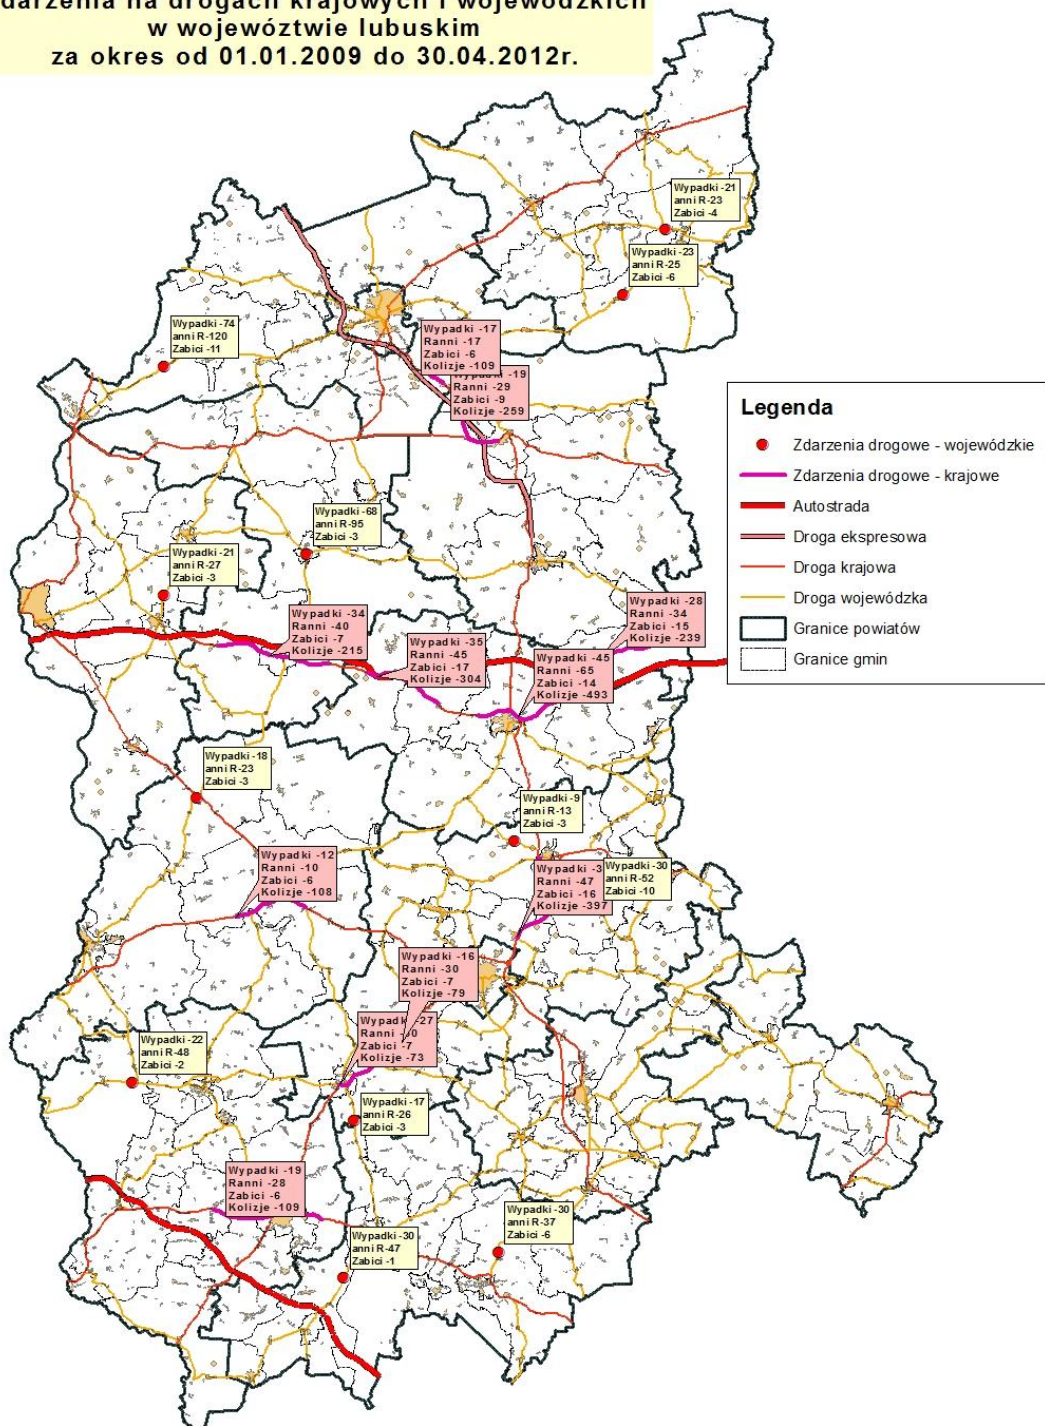 darzenia na drogach krajowych i wojewódzkich
w wojewóztwie lubuskim
za okres od 01.01.2009 do 30.04.2012r.
Wypadki -21
anni R-23
Zabici -4
Wypadki -23
anni R-25
Zabici -6
Wypadki -74
anni R-120
Zabici -11
Wypadki -17
Ranni -17
Zabici -6
Kolizje -109
-19
Ranni -29
Zabici -9
Kolizje -259
Legenda
Zdarzenia drogowe - wojewódzkie
Zdarzenia drogowe - krajowe
Autostrada
Droga ekspresowa
Droga krajowa
Droga wojewódzka
Granice powiatów
Granice gmin
Wypadki -68
anni R-95
Zabici -3
Wypadki -21
anni R-27
Zabici -3
Wypadki -34
Ranni -40
Zabici -7
Kolizje -215
Wypadki -28
Ranni -34
Zabici -15
Kolizje -239
Wypadki -35
Ranni -45
Zabici -17
Kolizje -304
Wypadki -45
Ranni -65
Zabici -14
Kolizje -493
Wypadki -18
anni R-23
Zabici -3
Wypadki -9
anni R-13
Zabici -3
Wypadki -12
Ranni -10
Zabici -6
Kolizje -108
Wypadki -3
Ranni -47
Zabici -16
Kolizje -397
Wypadki -30
anni R-52
Zabici -10
Wypadki -16
Ranni -30
Zabici -7
Kolizje -79
Wypadki -27
Ranni
Zabici -7
Kolizje -73
Wypadki -22
anni R-48
Zabici -2
Wypadki -17
anni R-26
Zabici -3
Wypadki -19
Ranni -28
Zabici -6
Kolizje -109
Wypadki -30
anni R-37
Zabici -6
Wypadki -30
anni R-47
Zabici -1